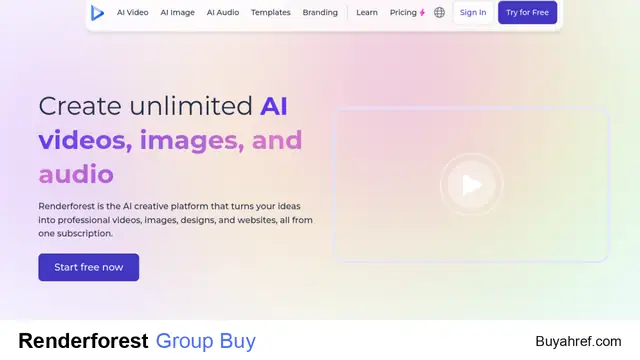 AI Video AI Image AI Audio Templates Branding Learn Pricing Sign In Try for Free
Create unlimited AI
videos, images, and
audio
Renderforest is the AI creative platform that turns your ideas
into professional videos, images, designs, and websites, all from
one subscription.
Start free now
Renderforest Group Buy
Buyahref.com